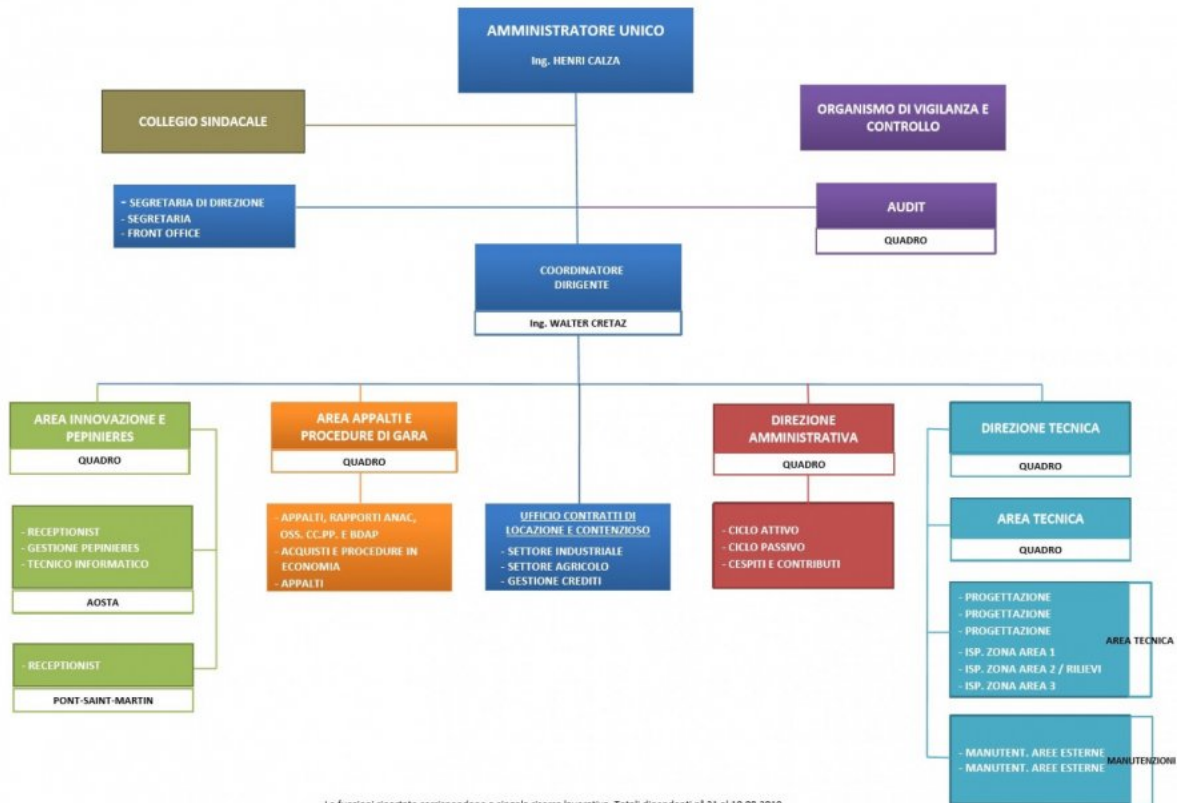 AMMINISTRATORE UNICO
Ing. HENRI CALZA
COLLEGIO SINDACALE
ORGANISMO DI VIGILANZA E
CONTROLLO
- SEGRETARIA DI DIREZIONE
- SEGRETARIA
- FRONT OFFICE
AUDIT
QUADRO
COORDINATORE
DIRIGENTE
Ing. WALTER CRETAZ
AREA INNOVAZIONE E
PEPINIERES
QUADRO
- RECEPTIONIST
- GESTIONE PEPINIERES
- TECNICO INFORMATICO
AOSTA
- RECEPTIONIST
PONT-SAINT-MARTIN
AREA APPALTI E
PROCEDURE DI GARA
QUADRO
- APPALTI, RAPPORTI ANAC,
OSS. CC.PP. E BDAP
- ACQUISTI E PROCEDURE IN
ECONOMIA
- APPALTI
UFFICIO CONTRATTI DI
LOCAZIONE E CONTENZIOSO
- SETTORE INDUSTRIALE
- SETTORE AGRICOLO
- GESTIONE CREDITI
DIREZIONE
AMMINISTRATIVA
QUADRO
- CICLO ATTIVO
- CICLO PASSIVO
- CESPITI E CONTRIBUTI
DIREZIONE TECNICA
QUADRO
AREA TECNICA
QUADRO
- PROGETTAZIONE
- PROGETTAZIONE
- PROGETTAZIONE
- ISP. ZONA AREA 1
- ISP. ZONA AREA 2 / RILIEVI
- ISP. ZONA AREA 3
AREA TECNICA
- MANUTENT. AREE ESTERNE
- MANUTENT. AREE ESTERNE
MANUTENZIONI